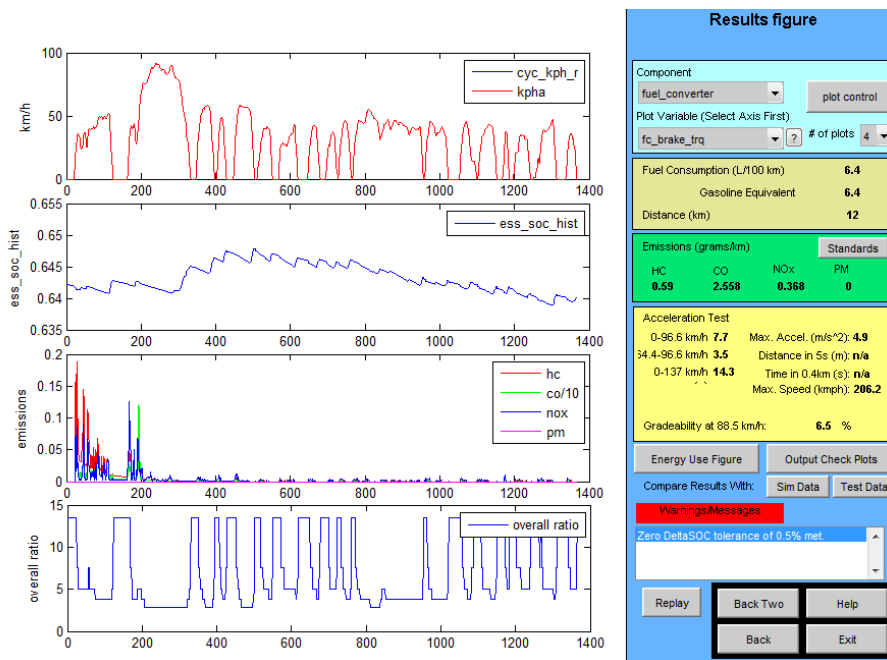 Results figure
100
50
0
km/h
cyc_kph_r
kpha
0 200 400 600 800 1000 1200 1400
0.655
0.65
0.645
0.64
0.635
ess_soc_hist
ess_soc_hist
0 200 400 600 800 1000 1200 1400
0.2
0.15
0.1
0.05
0
emissions
hc
co/10
nox
pm
0 200 400 600 800 1000 1200 1400
15
10
5
0
overall ratio
overall ratio
0 200 400 600 800 1000 1200 1400
Component
fuel_converter
plot control
Plot Variable (Select Axis First)
fc_brake_trq ? # of plots 4
Fuel Consumption (L/100 km) 6.4
Gasoline Equivalent 6.4
Distance (km) 12
Emissions (grams/km) Standards
HC CO NOx PM
0.59 2.558 0.368 0
Acceleration Test
0-96.6 km/h 7.7 Max. Accel. (m/s^2): 4.9
4.4-96.6 km/h 3.5 Distance in 5s (m): n/a
0-137 km/h 14.3 Time in 0.4km (s): n/a
Max. Speed (kmph): 206.2
Gradeability at 88.5 km/h: 6.5 %
Energy Use Figure Output Check Plots
Compare Results With: Sim Data Test Data
Warnings/Messages
Zero DeltaSOC tolerance of 0.5% met.
Replay Back Two Help
Back Exit